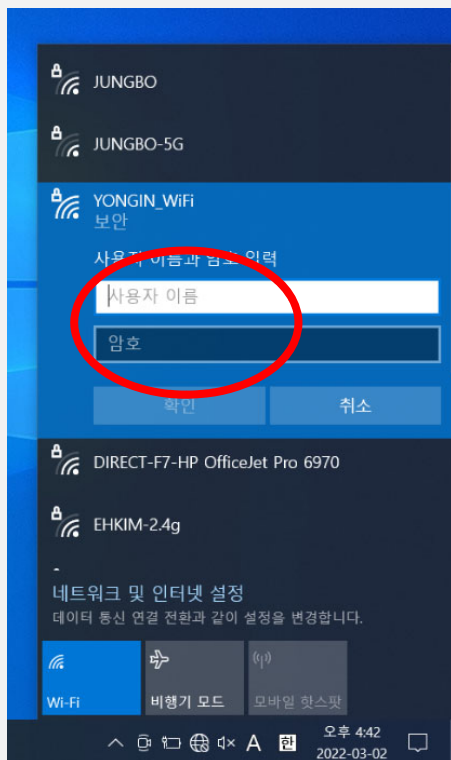 JUNGBO
JUNGBO-5G
YONGIN_WiFi
보안
사용자 이름과 암호 입력
사용자 이름
암호
확인
취소
DIRECT-F7-HP OfficeJet Pro 6970
EHKIM-2.4g
네트워크 및 인터넷 설정
데이터 통신 연결 전환과 같이 설정을 변경합니다.
Wi-Fi
비행기 모드
모바일 핫스팟
A 한
오후 4:42
2022-03-02